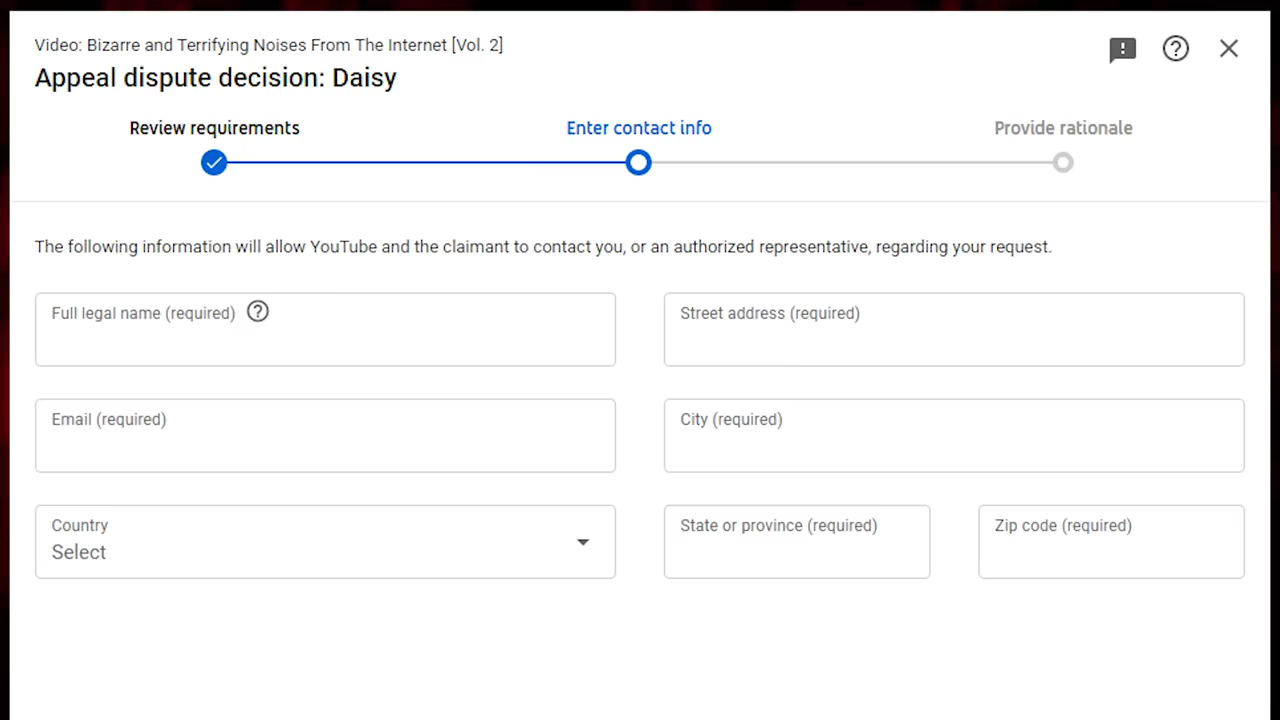 Video: Bizarre and Terrifying Noises From The Internet [Vol. 2]
Appeal dispute decision: Daisy
Review requirements
Enter contact info
Provide rationale
The following information will allow YouTube and the claimant to contact you, or an authorized representative, regarding your request.
Full legal name (required)
Street address (required)
Email (required)
City (required)
Country
Select
State or province (required)
Zip code (required)